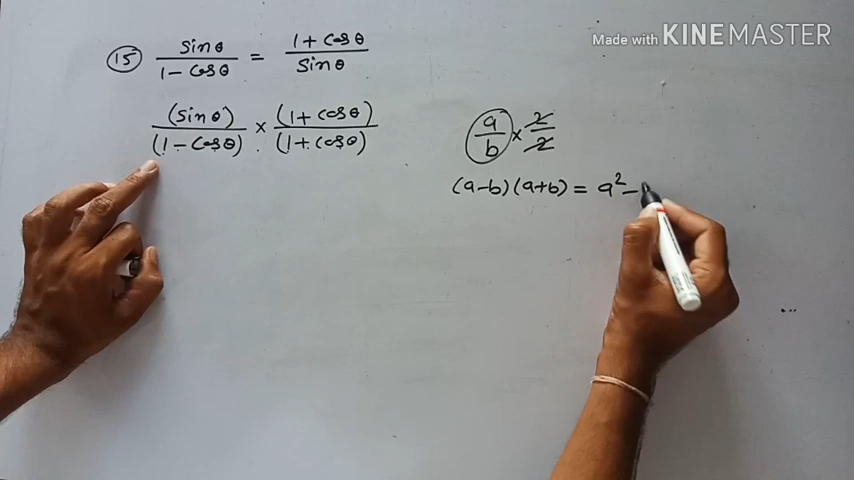 Made with KINEMASTER
15 sinθ / 1 - cosθ = 1 + cosθ / sinθ
(sinθ) / (1 - cosθ) × (1 + cosθ) / (1 + cosθ)
a / b × 2 / 2
(a-b) (a+b) = a² -